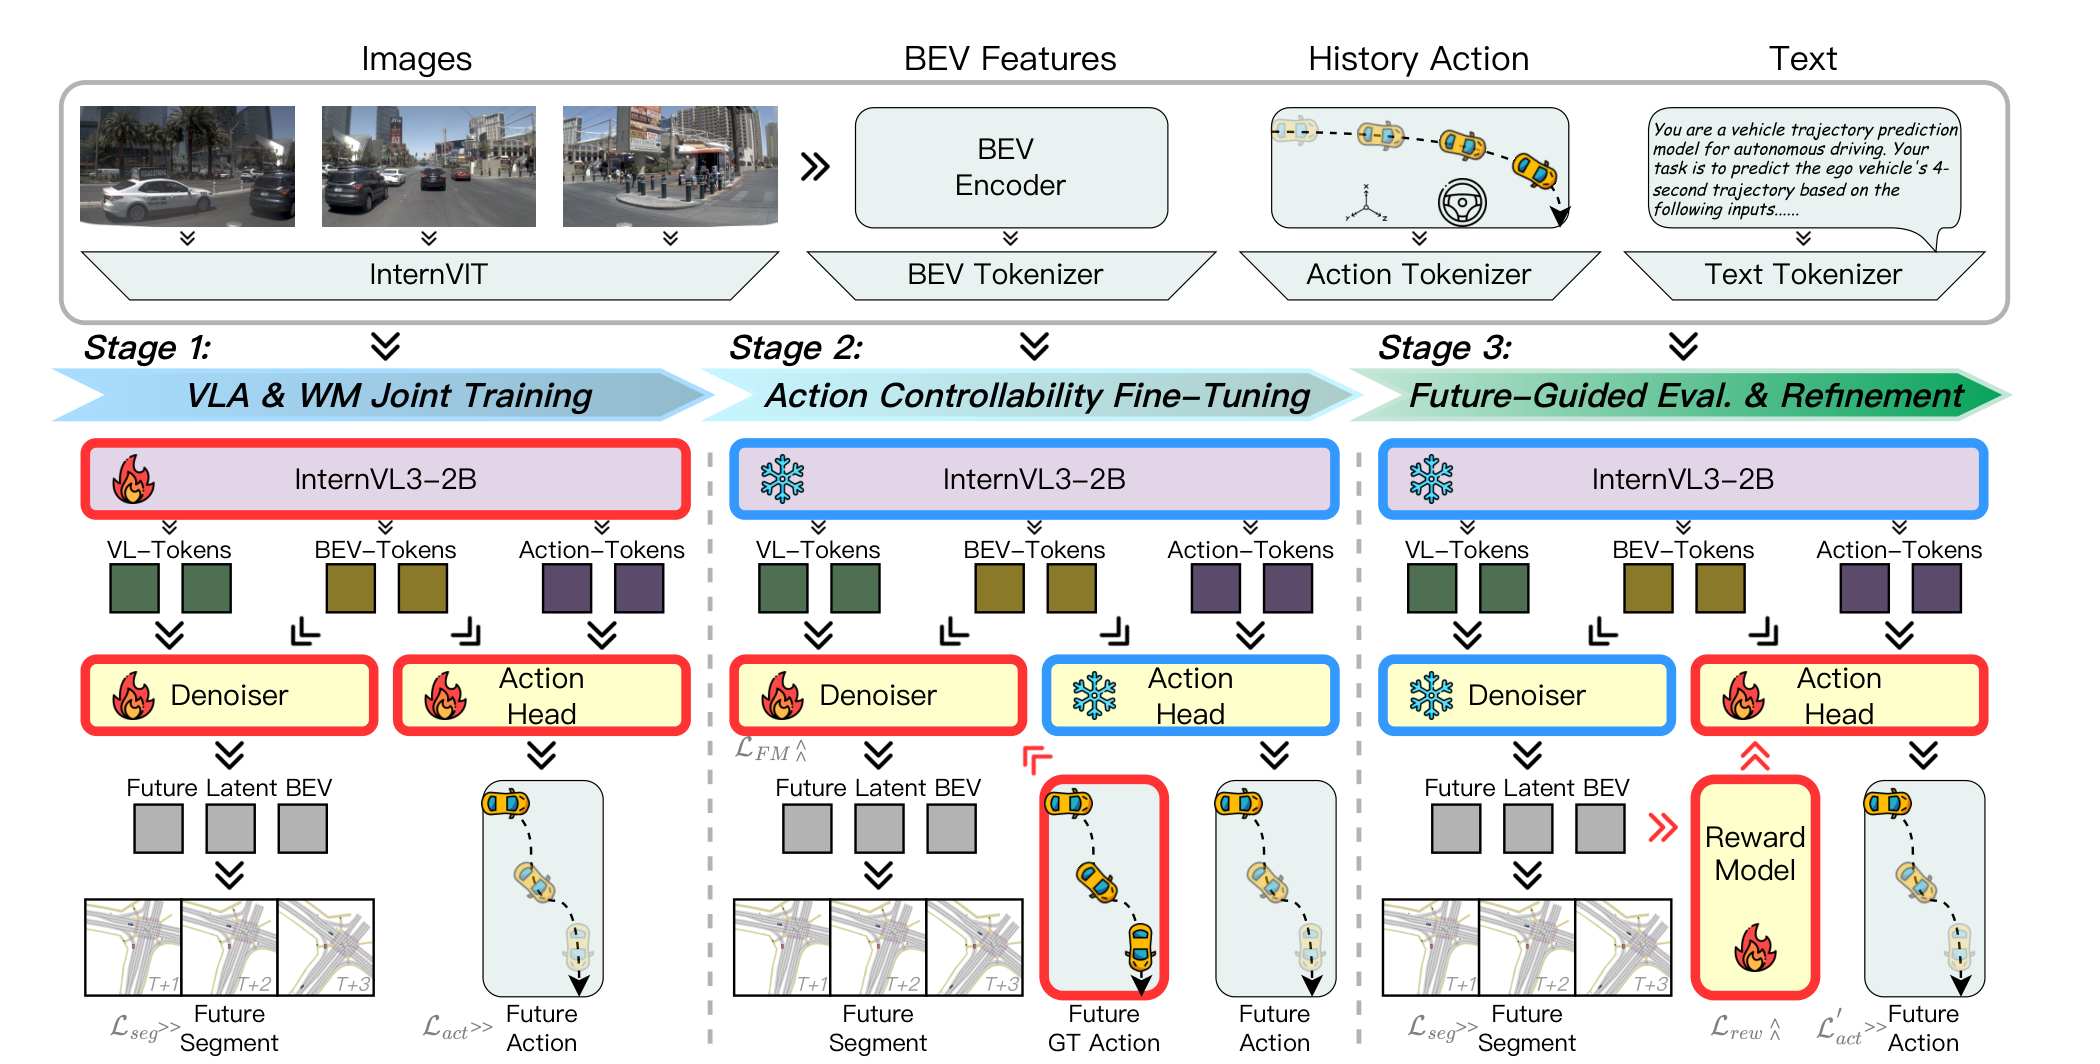 Images
BEV Features
History Action
Text
BEV
Encoder
You are a vehicle trajectory prediction
model for autonomous driving. Your
task is to predict the ego vehicle's 4-
second trajectory based on the
following inputs......
X
Y
Z
InternVIT
BEV Tokenizer
Action Tokenizer
Text Tokenizer
Stage 1:
Stage 2:
Stage 3:
VLA & WM Joint Training
Action Controllability Fine-Tuning
Future-Guided Eval. & Refinement
InternVL3-2B
InternVL3-2B
InternVL3-2B
VL-Tokens
BEV-Tokens
Action-Tokens
VL-Tokens
BEV-Tokens
Action-Tokens
VL-Tokens
BEV-Tokens
Action-Tokens
Denoiser
Action
Head
Denoiser
Action
Head
Denoiser
Action
Head
ℒ_FM
Future Latent BEV
Future Latent BEV
Future Latent BEV
Reward
Model
T+1
T+2
T+3
T+1
T+2
T+3
T+1
T+2
T+3
ℒ_seg
Future
Segment
ℒ_act
Future
Action
Future
Segment
Future
GT Action
Future
Action
ℒ_seg
Future
Segment
ℒ_rew
ℒ'_act
Future
Action